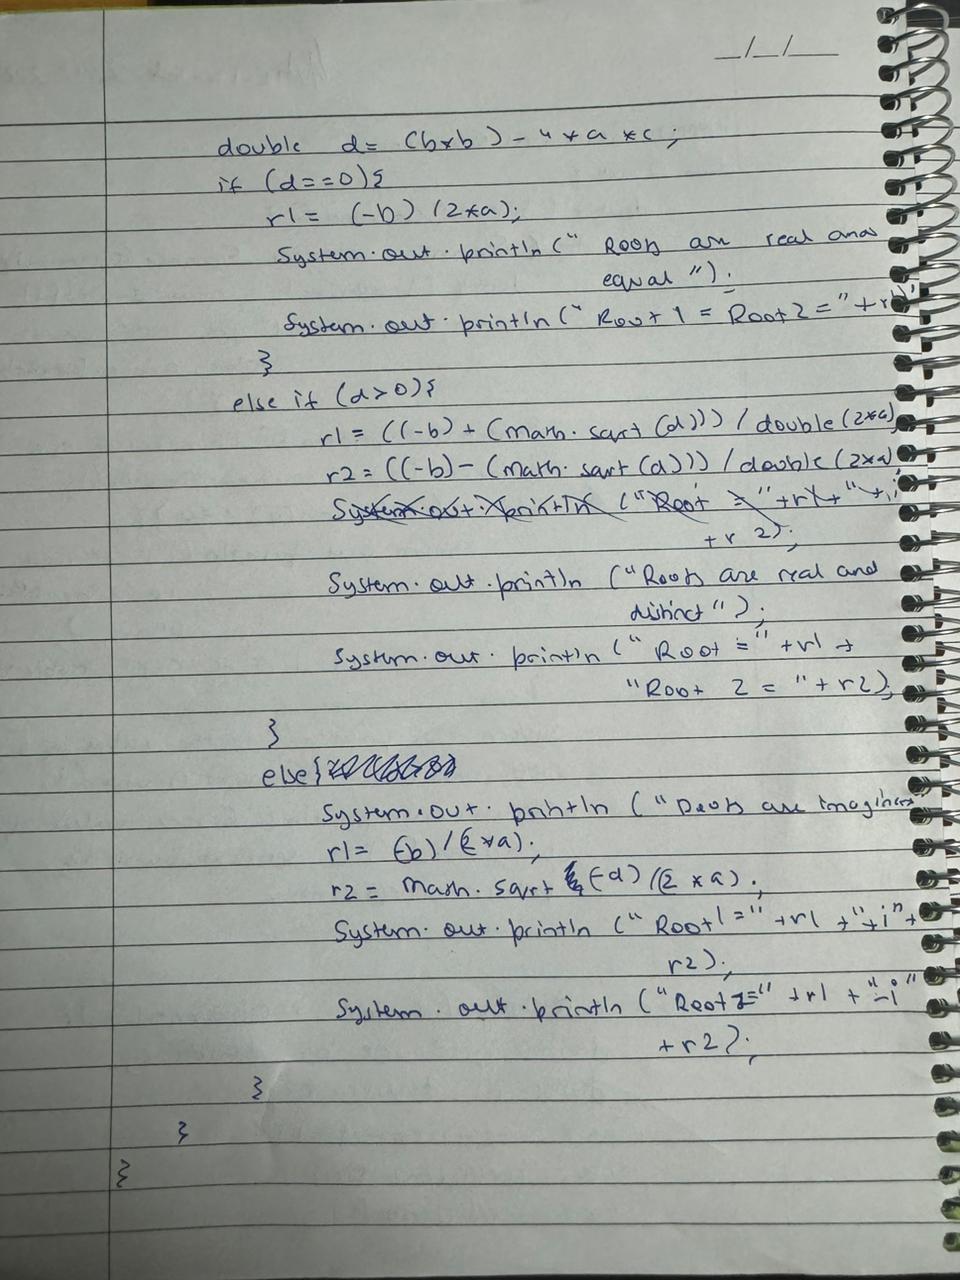 _/_/__
double d= (b*b) - 4*a*c;
if (d==0){
r1= (-b) (2*a);
System.out.println(" Roots are real and
equal ");
System.out.println(" Root 1 = Root 2 = "+r1);
}
else if (d>0){
r1= ((-b) + (Math.sqrt (d))) / double (2*a)
r2= ((-b) - (Math.sqrt (d))) / double (2*a)
System.out.println ("Root = "+r1+"+i
+r 2);
System.out.println ("Roots are real and
distinct ");
System.out.println (" Root = " +r1 +
"Root 2 = " + r2);
}
else{
System.out.println (" Roots are imaginary
r1= (-b)/(2*a);
r2 = Math.sqrt (-d)/(2*a);
System.out.println (" Root1=" +r1 +"+i"+
r2);
System.out.println ("Root 2=" +r1 + "-i"
+r2);
}
}
}